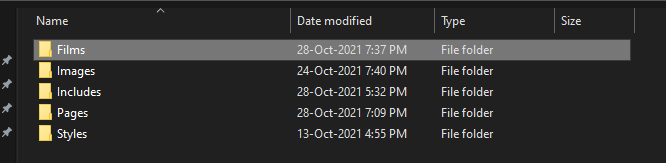 Name Date modified Type Size
Films 28-Oct-2021 7:37 PM File folder
Images 24-Oct-2021 7:40 PM File folder
Includes 28-Oct-2021 5:32 PM File folder
Pages 28-Oct-2021 7:09 PM File folder
Styles 13-Oct-2021 4:55 PM File folder